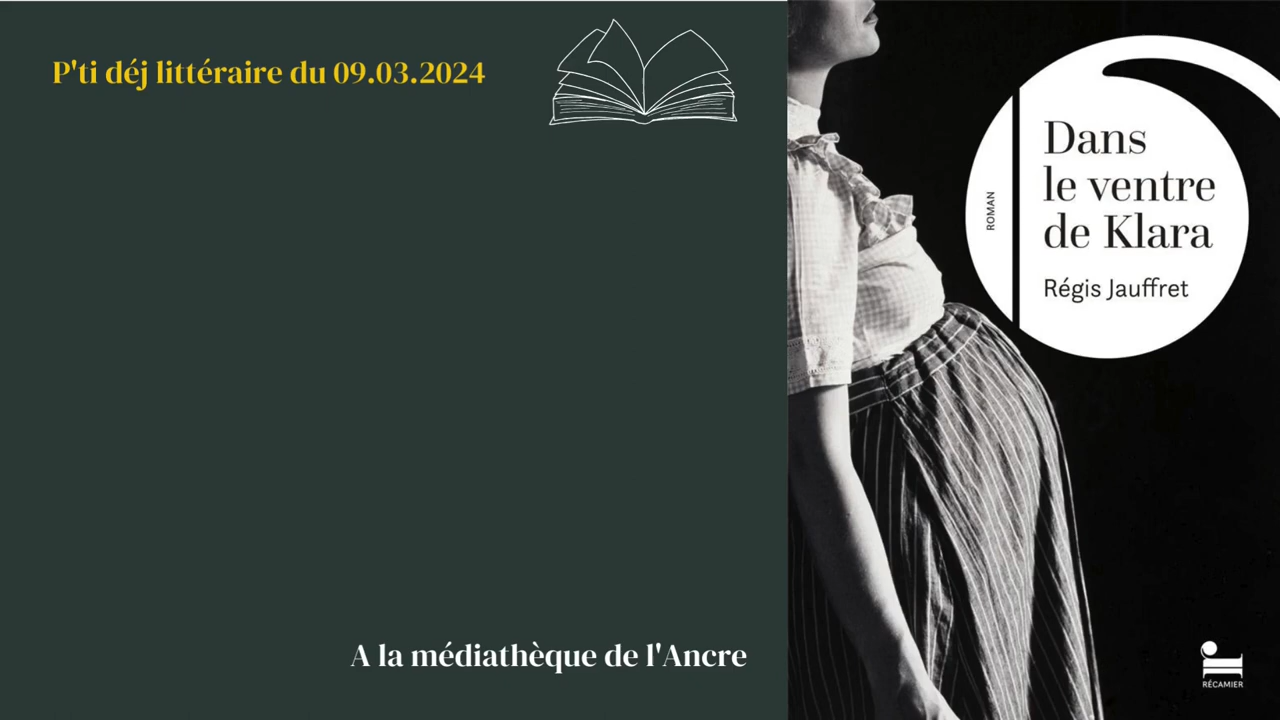 P'ti déj littéraire du 09.03.2024
A la médiathèque de l'Ancre
ROMAN
Dans
le ventre
de Klara
Régis Jauffret
RÉCAMIER